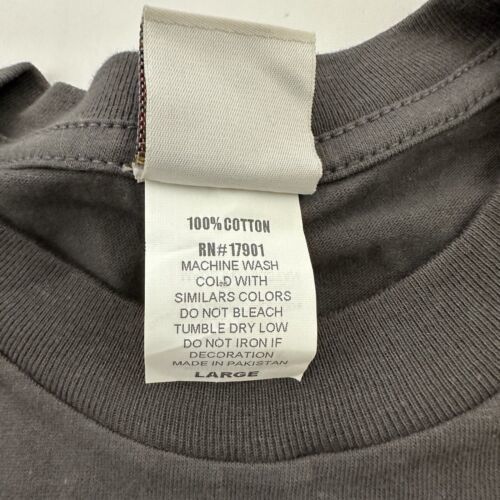 100% COTTON
RN# 17901
MACHINE WASH
COLD WITH
SIMILARS COLORS
DO NOT BLEACH
TUMBLE DRY LOW
DO NOT IRON IF
DECORATION
MADE IN PAKISTAN
LARGE